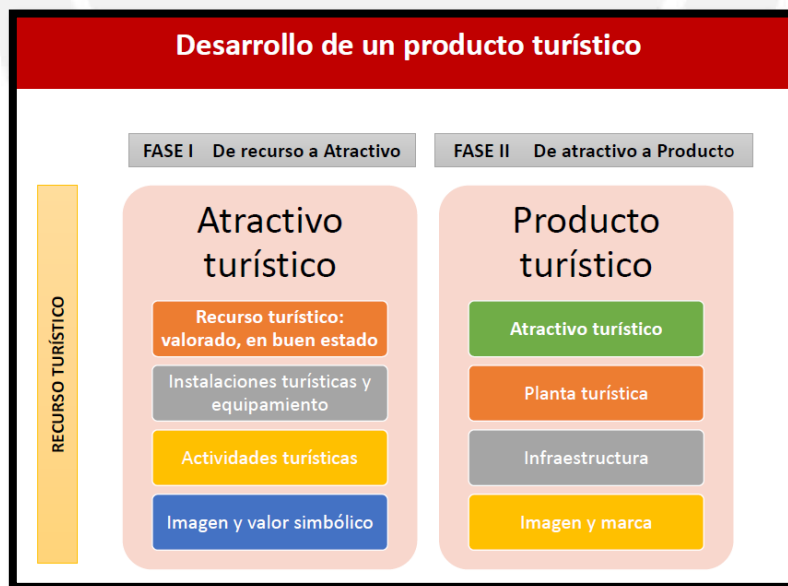 Desarrollo de un producto turístico
FASE I De recurso a Atractivo
FASE II De atractivo a Producto
RECURSO TURÍSTICO
Atractivo
turístico
Recurso turístico:
valorado, en buen estado
Instalaciones turísticas y
equipamiento
Actividades turísticas
Imagen y valor simbólico
Producto
turístico
Atractivo turístico
Planta turística
Infraestructura
Imagen y marca